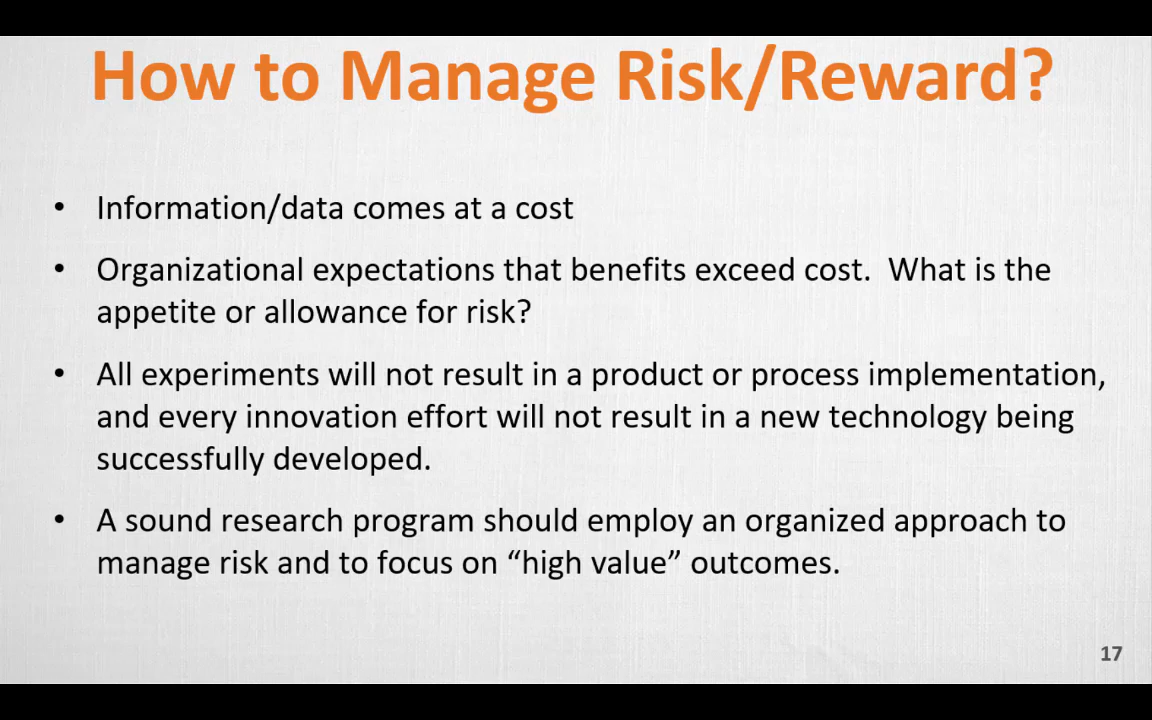 How to Manage Risk/Reward?
• Information/data comes at a cost
• Organizational expectations that benefits exceed cost.  What is the
appetite or allowance for risk?
• All experiments will not result in a product or process implementation,
and every innovation effort will not result in a new technology being
successfully developed.
• A sound research program should employ an organized approach to
manage risk and to focus on “high value” outcomes.
17